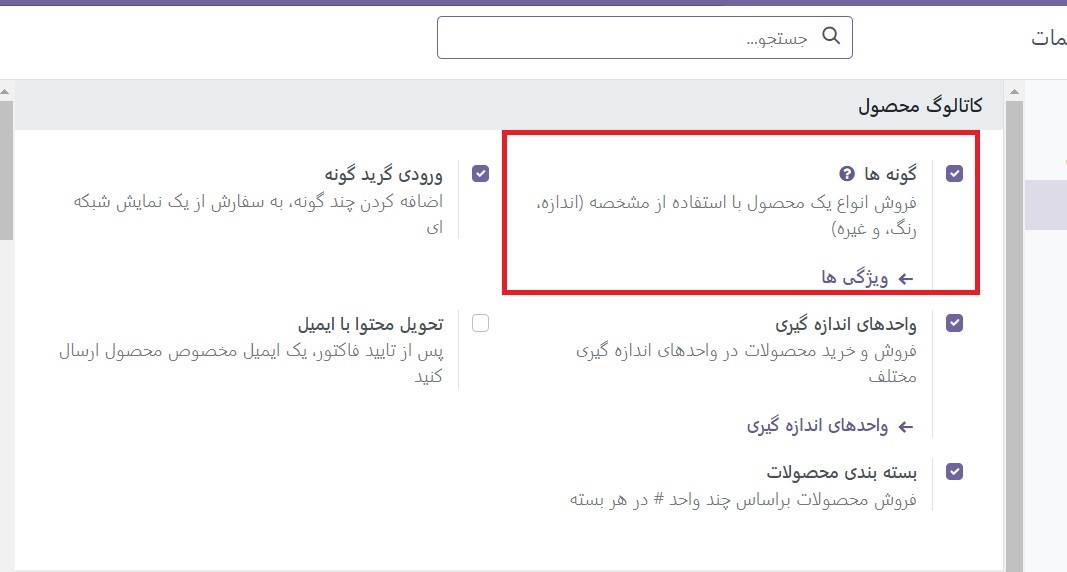 جستجو...
کاتالوگ محصول
گونه ها
فروش انواع یک محصول با استفاده از مشخصه (اندازه،
رنگ، و غیره)
ویژگی ها
ورودی گرید گونه
اضافه کردن چند گونه، به سفارش از یک نمایش شبکه
ای
واحدهای اندازه گیری
فروش و خرید محصولات در واحدهای اندازه گیری
مختلف
واحدهای اندازه گیری
تحویل محتوا با ایمیل
پس از تایید فاکتور، یک ایمیل مخصوص محصول ارسال
کنید
بسته بندی محصولات
فروش محصولات براساس چند واحد # در هر بسته